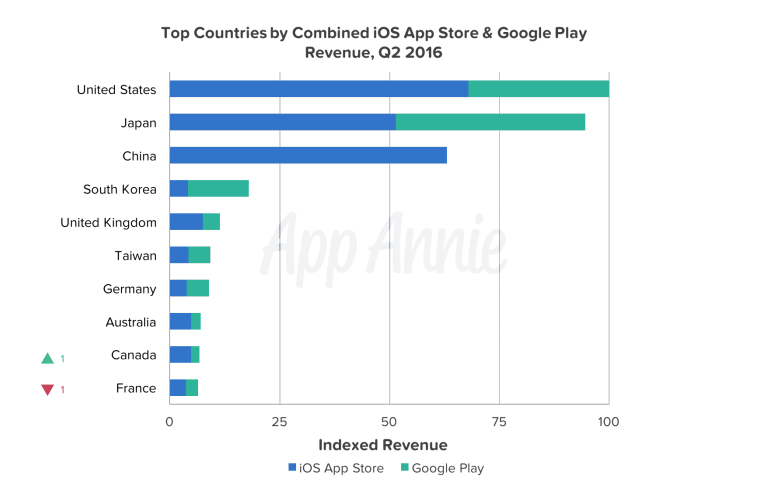 Top Countries by Combined iOS App Store & Google Play
Revenue, Q2 2016
United States
Japan
China
South Korea
United Kingdom
Taiwan
Germany
Australia
1 Canada
1 France
App Annie
0 25 50 75 100
Indexed Revenue
iOS App Store Google Play